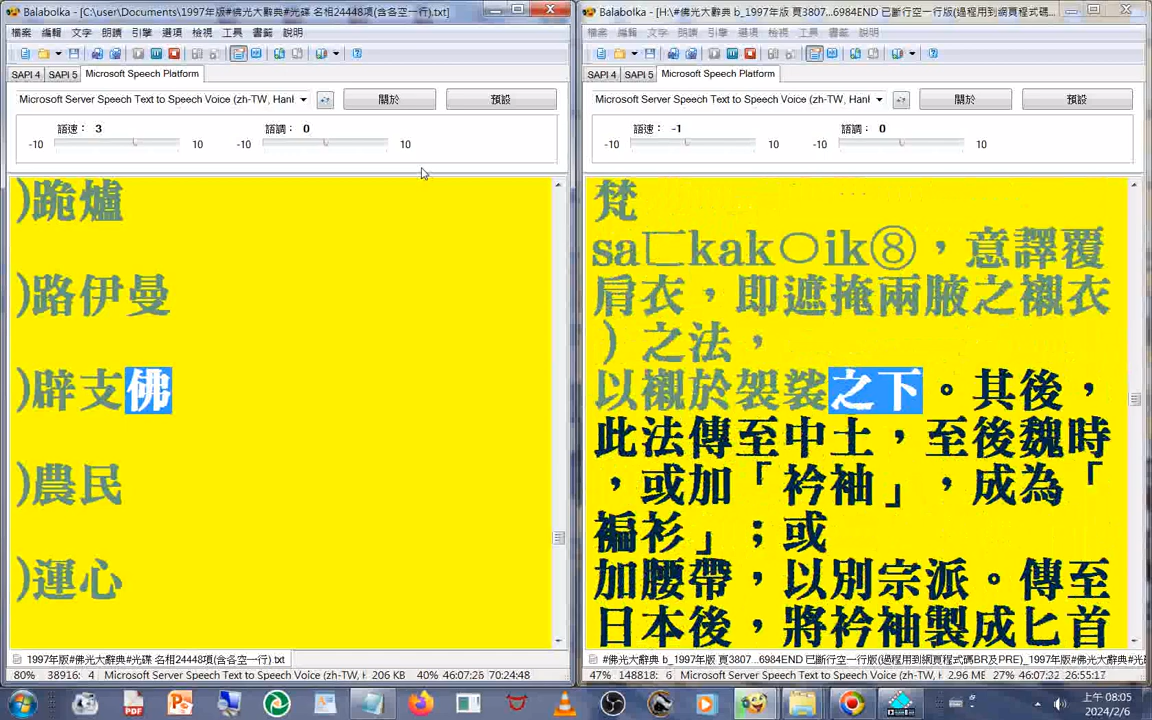 Balabolka - [C:\user\Documents\1997年版#佛光大辭典#光碟 名相24448項(含各空一行).txt]
檔案 編輯 文字 朗讀 引擎 選項 檢視 工具 書籤 說明
SAPI 4 SAPI 5 Microsoft Speech Platform
Microsoft Server Speech Text to Speech Voice (zh-TW, Hanl 關於 預設
語速： 3 語調： 0
-10 10 -10 10
)跪爐
)路伊曼
)辟支佛
)農民
)運心
1997年版#佛光大辭典#光碟 名相24448項(含各空一行).txt
80% 38916: 4 Microsoft Speech Platform Microsoft Server Speech Text to Speech Voice (zh-TW, H 206 KB 40% 46:07:26 70:24:48
Balabolka - [H:\#佛光大辭典 b_1997年版 頁3807...6984END 已斷行空一行版(過程用到網頁程式碼...
檔案 編輯 文字 朗讀 引擎 選項 檢視 工具 書籤 說明
SAPI 4 SAPI 5 Microsoft Speech Platform
Microsoft Server Speech Text to Speech Voice (zh-TW, Hanl 關於 預設
語速： -1 語調： 0
-10 10 -10 10
梵
sa匚kak○ik⑧，意譯覆
肩衣，即遮掩兩腋之襯衣
）之法，
以襯於袈裟之下。其後，
此法傳至中土，至後魏時
，或加「衿袖」，成為「
褊衫」；或
加腰帶，以別宗派。傳至
日本後，將衿袖製成匕首
#佛光大辭典 b_1997年版 頁3807...6984END 已斷行空一行版(過程用到網頁程式碼BR及PRE)_1997年版#光
47% 148818: 6 Microsoft Server Speech Text to Speech Voice (zh-TW, H 2.96 MB 27% 46:07:32 26:55:17
上午 08:05
2024/2/6